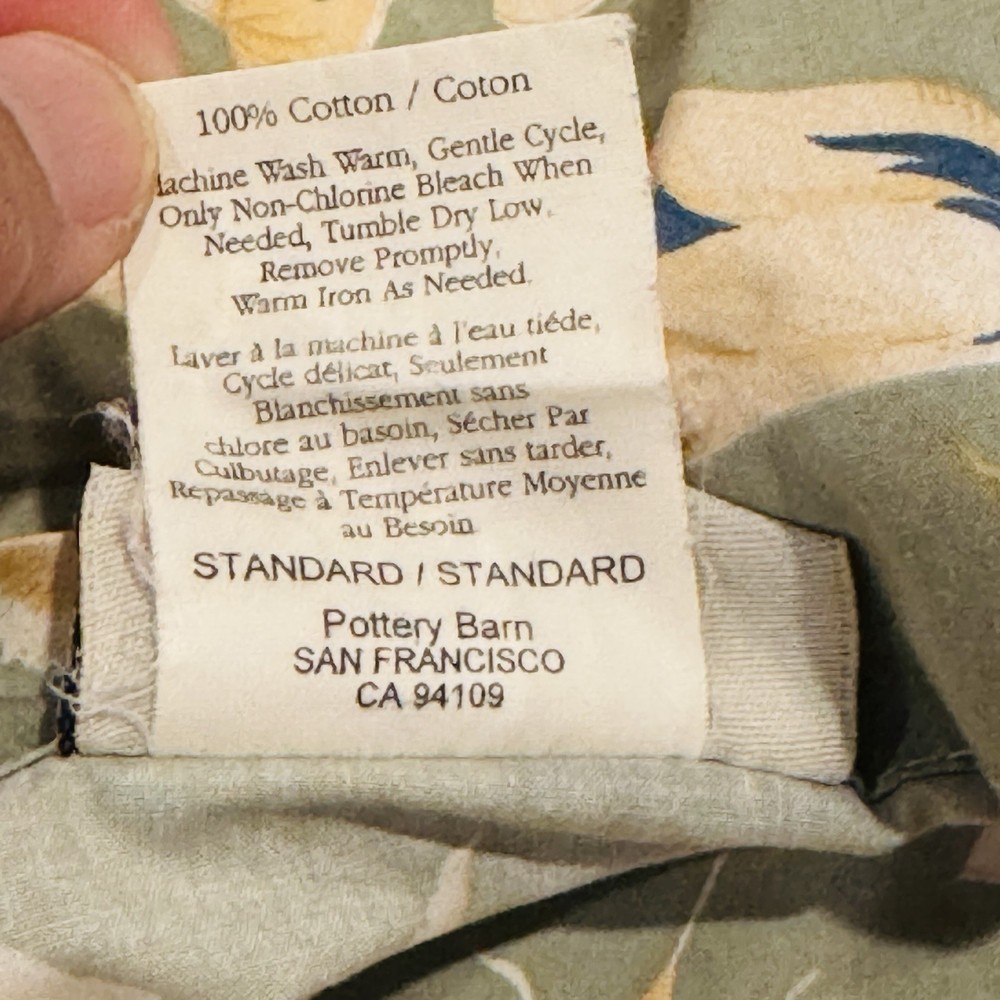 100% Cotton / Coton
achine Wash Warm, Gentle Cycle,
Only Non-Chlorine Bleach When
Needed, Tumble Dry Low.
Remove Promptly.
Warm Iron As Needed.
Laver à la machine à l'eau tiéde,
Cycle délicat, Seulement
Blanchissement sans
chlore au basoin, Sécher Par
Culbutage, Enlever sans tarder,
Repassage à Température Moyenne
au Besoin
STANDARD / STANDARD
Pottery Barn
SAN FRANCISCO
CA 94109